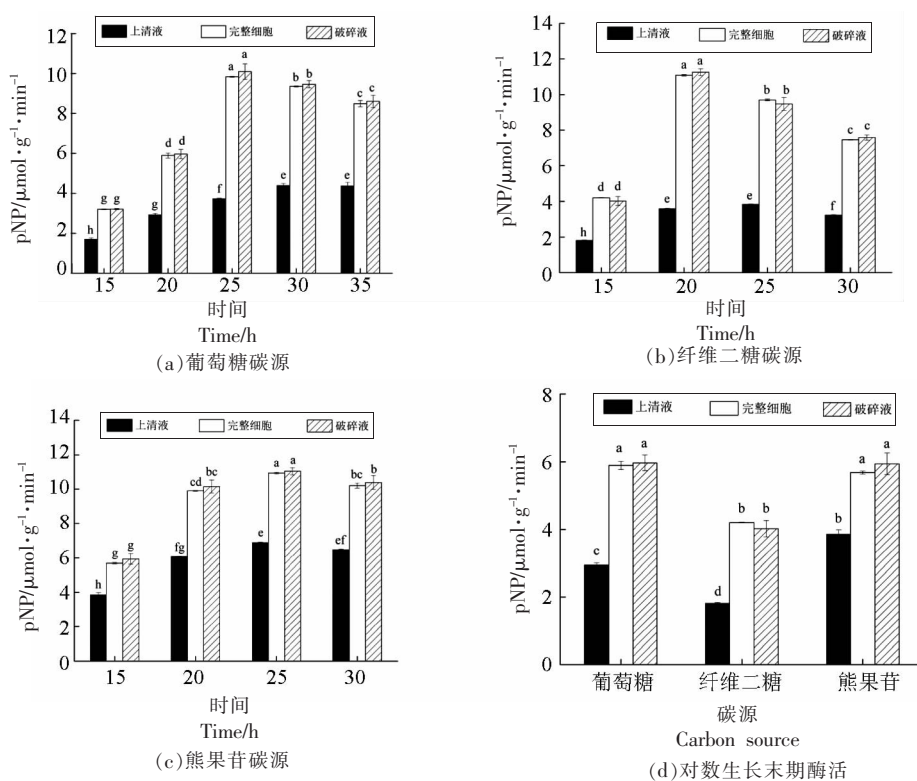 上清液 完整细胞 破碎液
pNP/μmol·g⁻¹·min⁻¹
12
10
8
6
4
2
0
h g g
g d d
f a a
e b b
e c c
15 20 25 30 35
时间
Time/h
(a)葡萄糖碳源
上清液 完整细胞 破碎液
pNP/μmol·g⁻¹·min⁻¹
14
12
10
8
6
4
2
0
h d d
e a a
e b b
f c c
15 20 25 30
时间
Time/h
(b)纤维二糖碳源
上清液 完整细胞 破碎液
pNP/μmol·g⁻¹·min⁻¹
14
12
10
8
6
4
2
0
h g g
fg cd bc
e a a
ef bc b
15 20 25 30
时间
Time/h
(c)熊果苷碳源
上清液 完整细胞 破碎液
pNP/μmol·g⁻¹·min⁻¹
8
6
4
2
0
c a a
d b b
b a a
葡萄糖 纤维二糖 熊果苷
碳源
Carbon source
(d)对数生长末期酶活